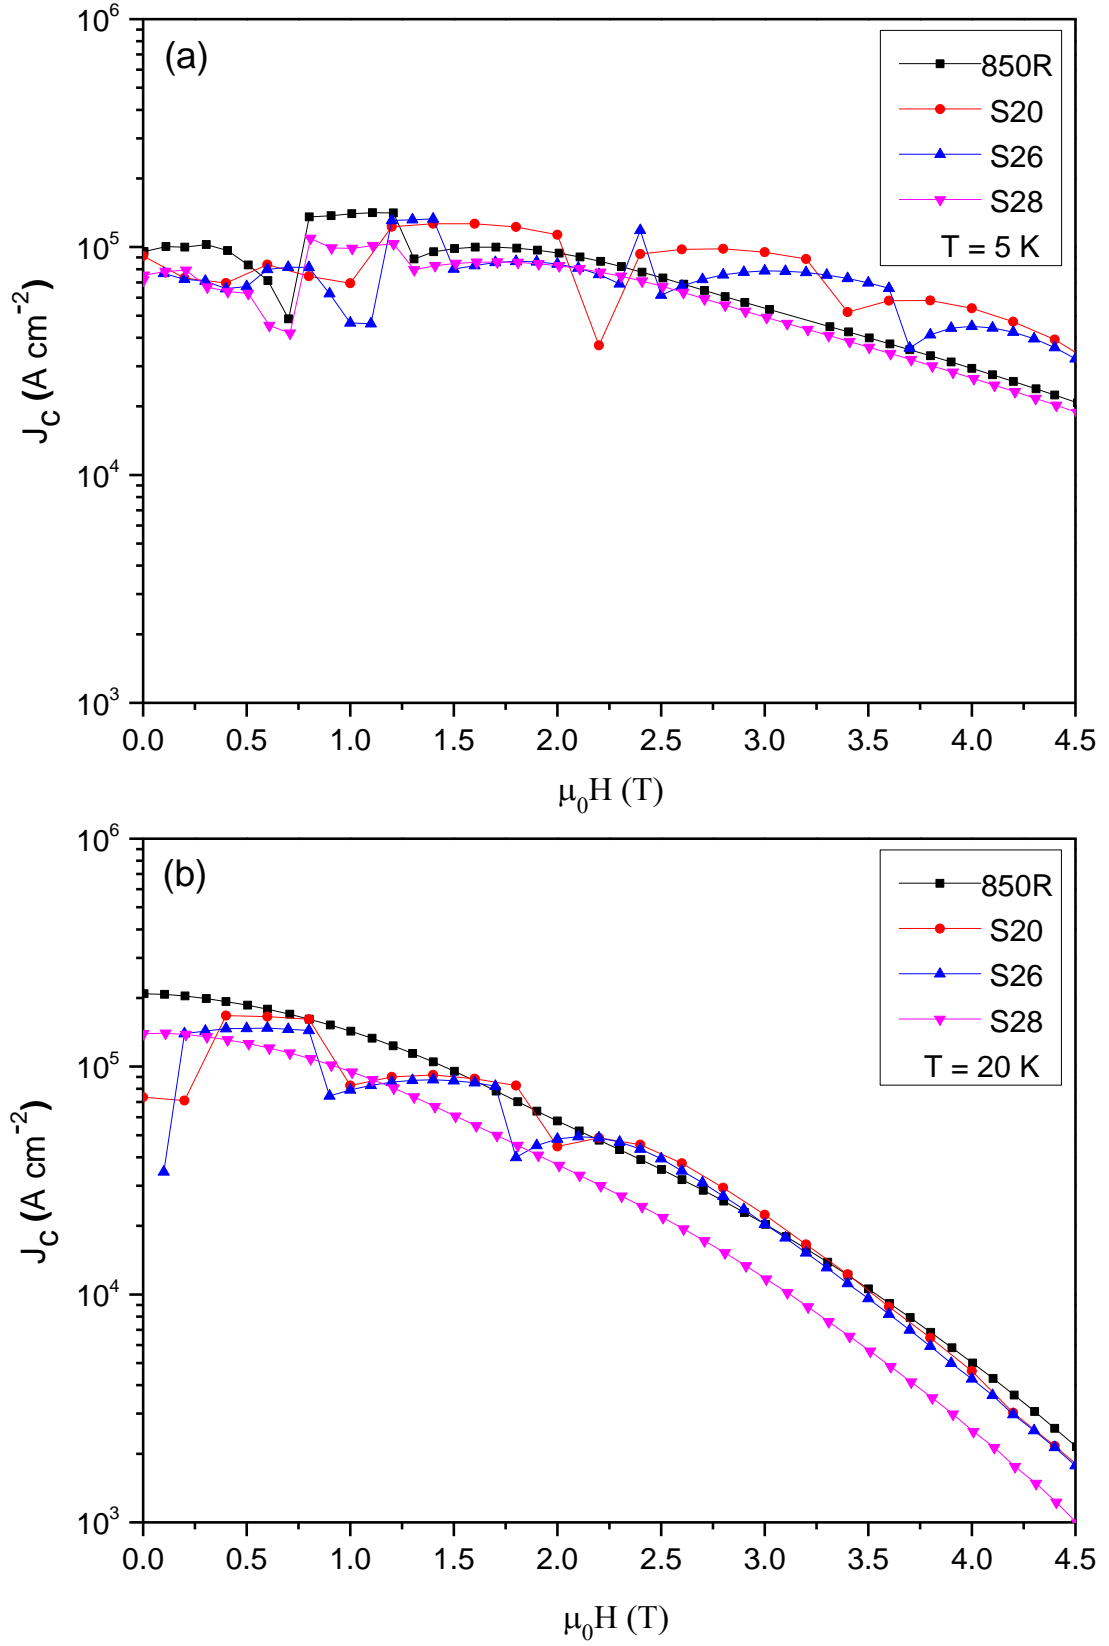 (a)
850R
S20
S26
S28
T = 5 K
10⁶
10⁵
10⁴
10³
J_C (A cm⁻²)
0.0 0.5 1.0 1.5 2.0 2.5 3.0 3.5 4.0 4.5
μ₀H (T)
(b)
850R
S20
S26
S28
T = 20 K
10⁶
10⁵
10⁴
10³
J_C (A cm⁻²)
0.0 0.5 1.0 1.5 2.0 2.5 3.0 3.5 4.0 4.5
μ₀H (T)